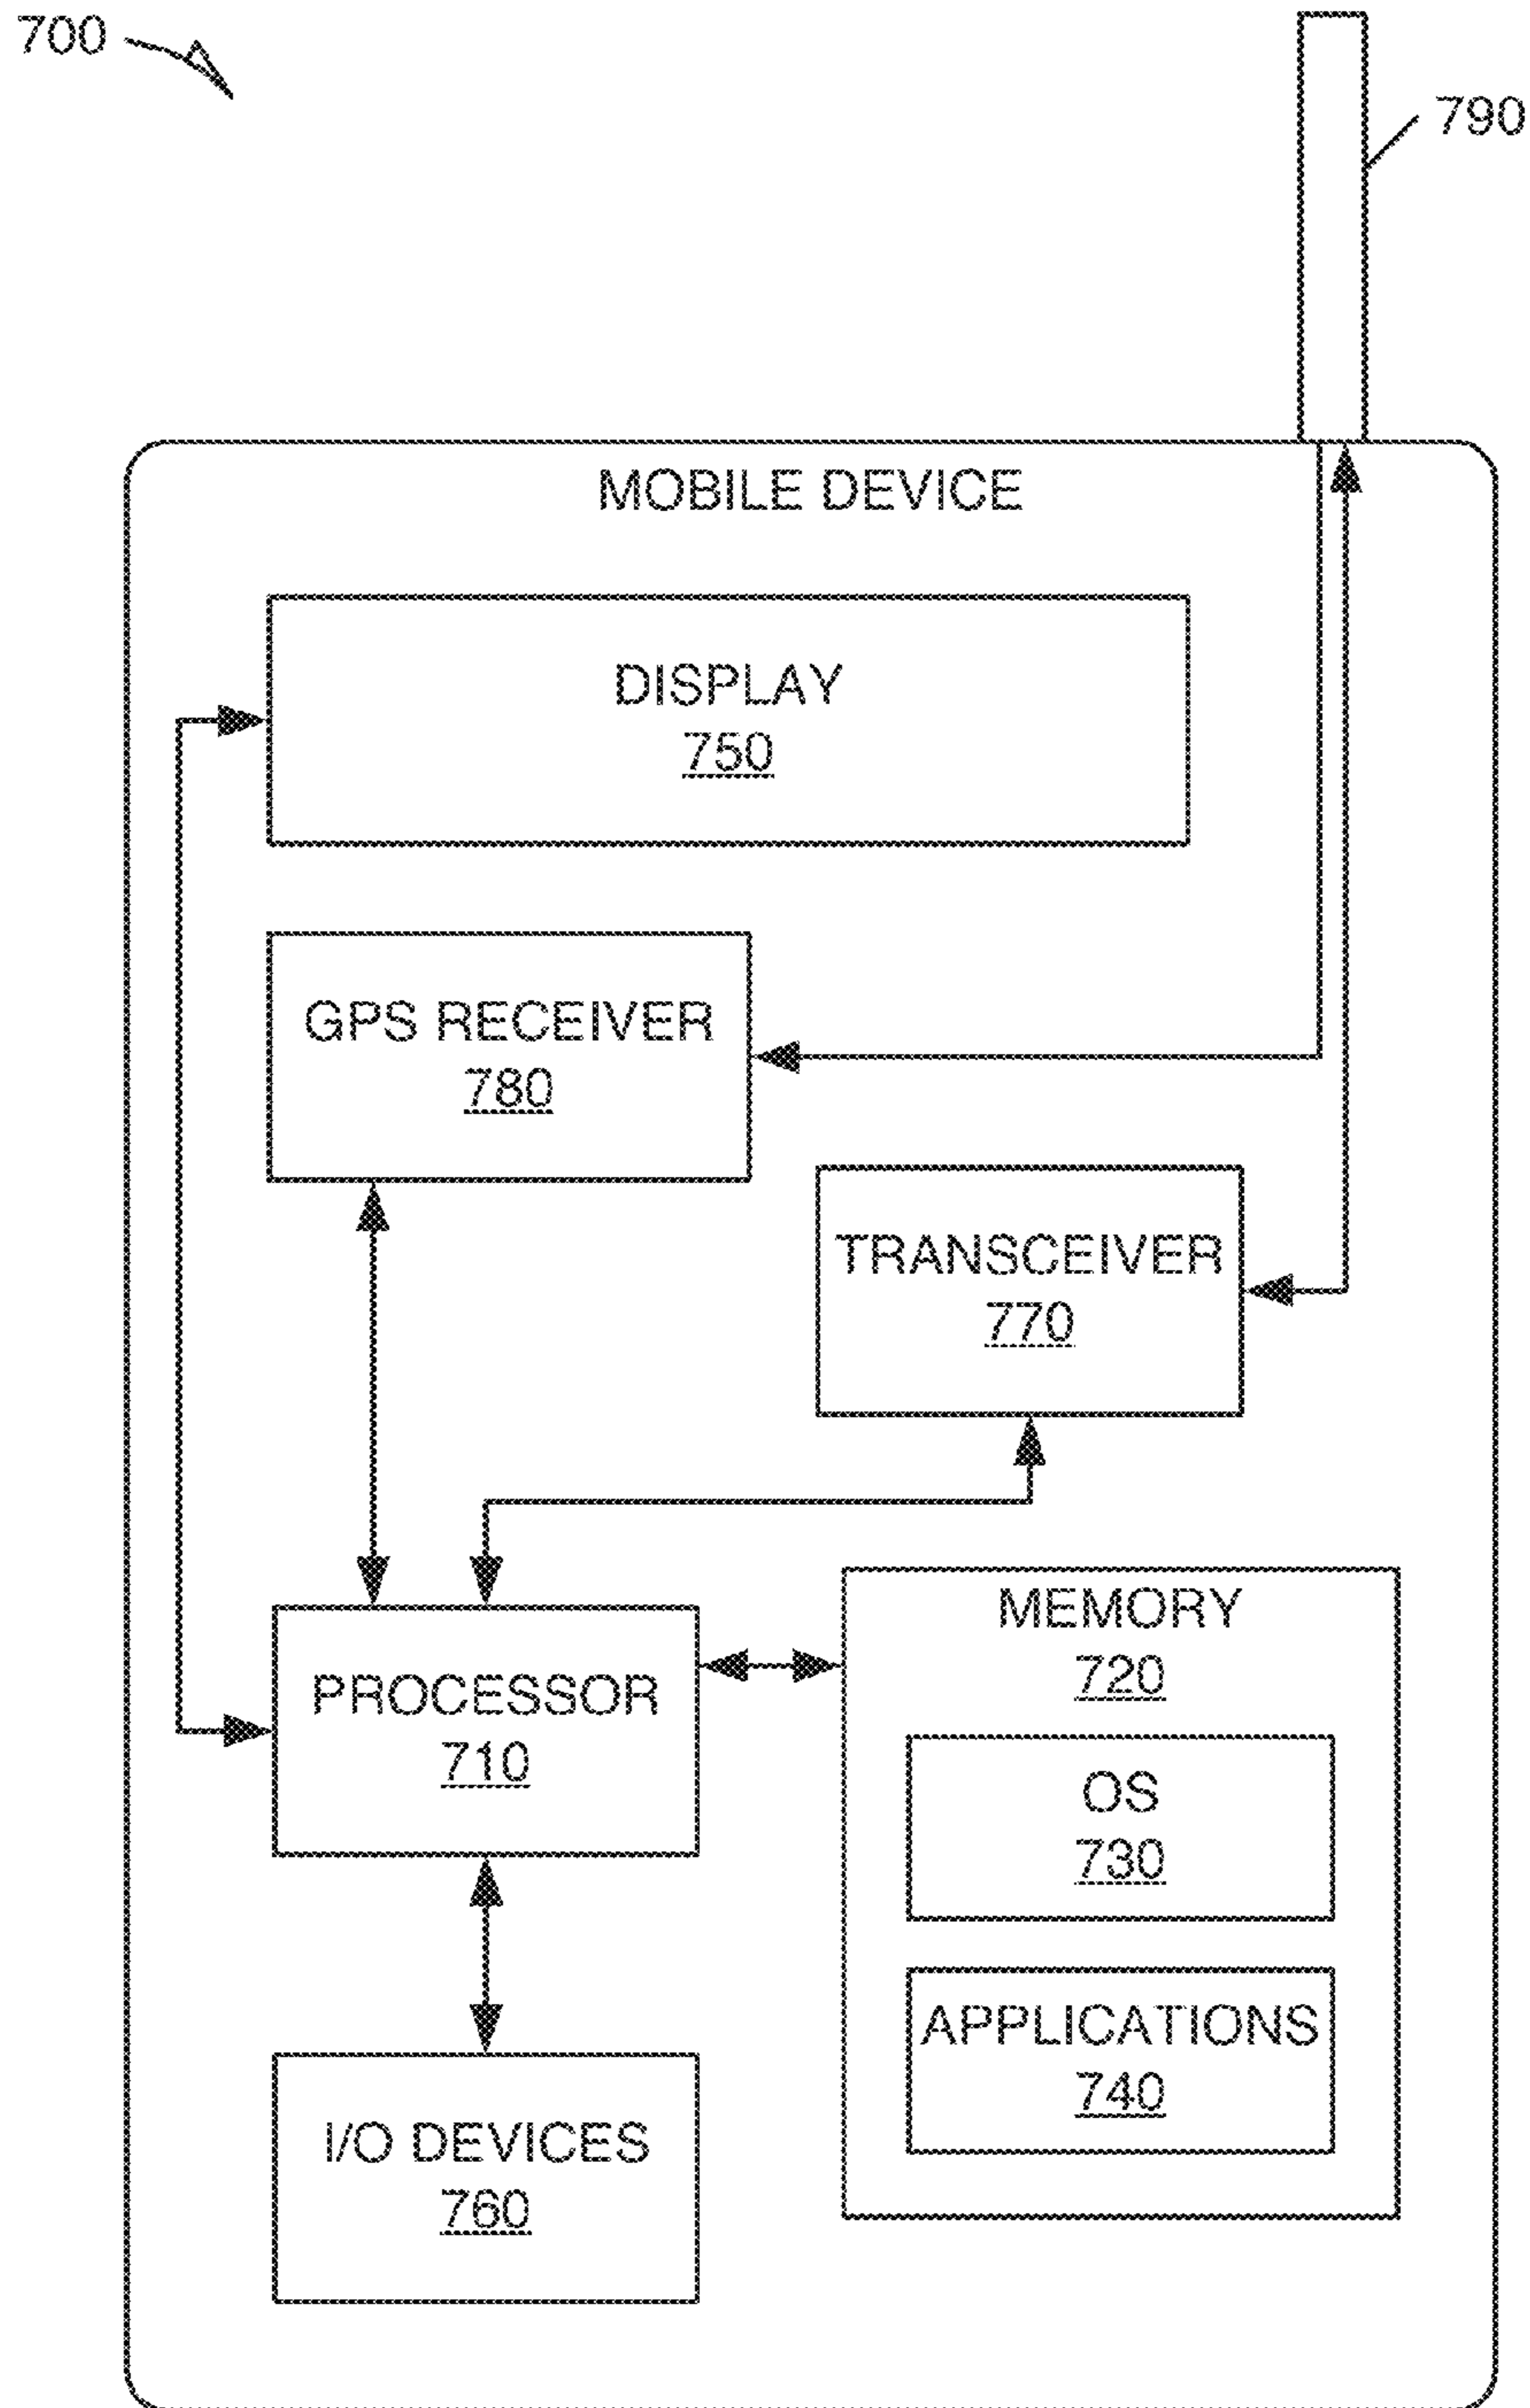 700
790
MOBILE DEVICE
DISPLAY
750
GPS RECEIVER
780
TRANSCEIVER
770
MEMORY
720
PROCESSOR
710
OS
730
APPLICATIONS
740
I/O DEVICES
760